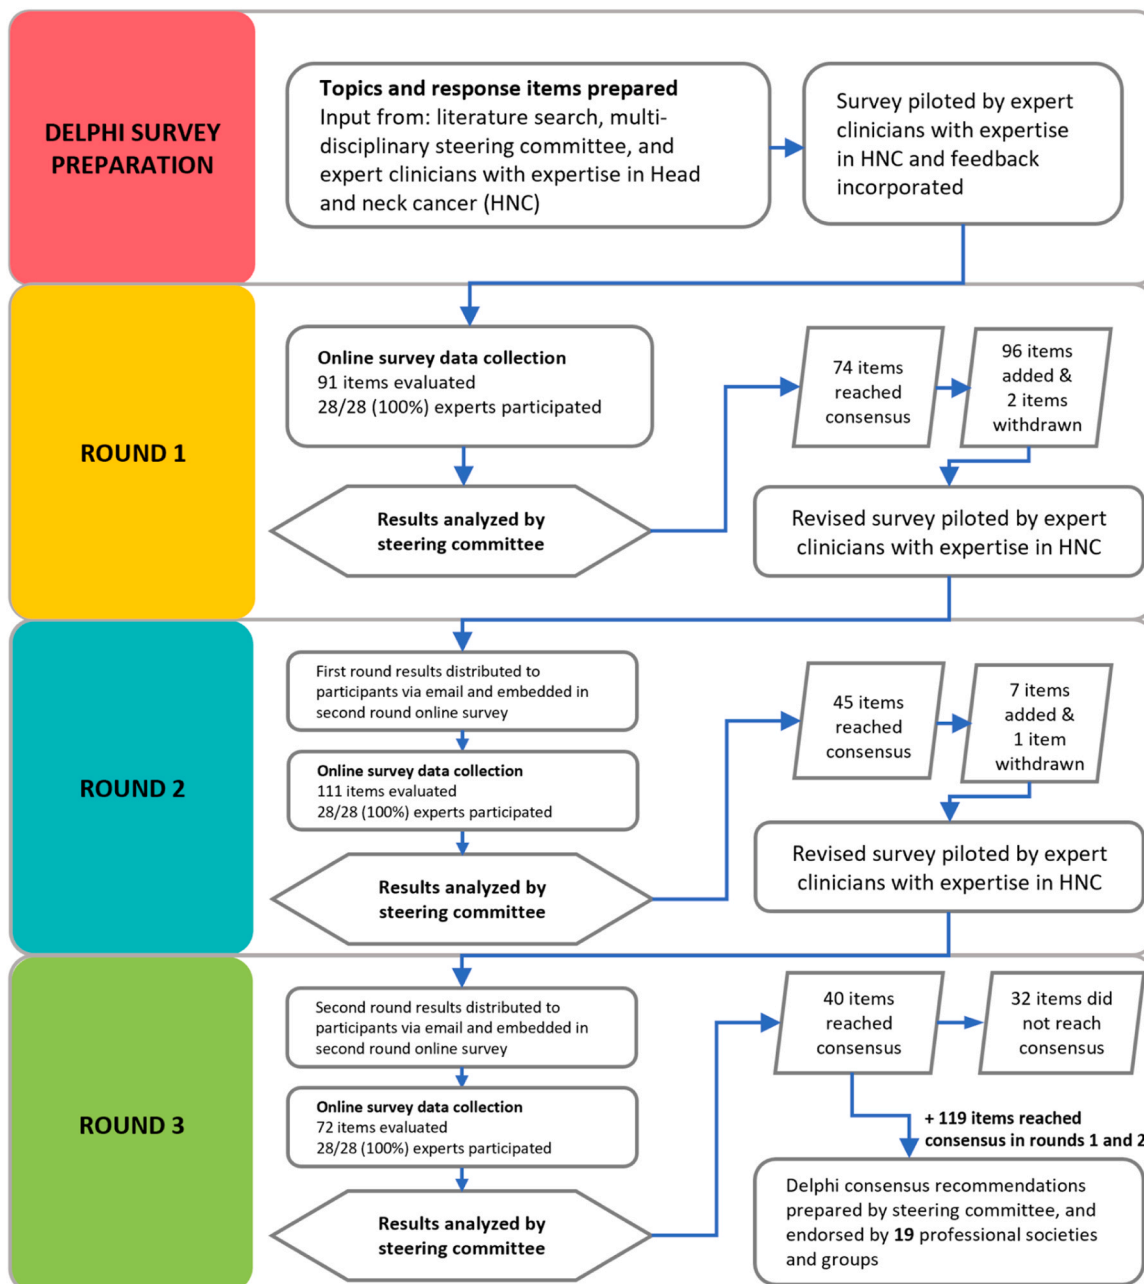 DELPHI SURVEY
PREPARATION
Topics and response items prepared
Input from: literature search, multi-
disciplinary steering committee, and
expert clinicians with expertise in Head
and neck cancer (HNC)
Survey piloted by expert
clinicians with expertise
in HNC and feedback
incorporated
ROUND 1
Online survey data collection
91 items evaluated
28/28 (100%) experts participated
Results analyzed by
steering committee
74 items
reached
consensus
96 items
added &
2 items
withdrawn
Revised survey piloted by expert
clinicians with expertise in HNC
ROUND 2
First round results distributed to
participants via email and embedded in
second round online survey
Online survey data collection
111 items evaluated
28/28 (100%) experts participated
Results analyzed by
steering committee
45 items
reached
consensus
7 items
added &
1 item
withdrawn
Revised survey piloted by expert
clinicians with expertise in HNC
ROUND 3
Second round results distributed to
participants via email and embedded in
second round online survey
Online survey data collection
72 items evaluated
28/28 (100%) experts participated
Results analyzed by
steering committee
40 items
reached
consensus
32 items did
not reach
consensus
+ 119 items reached
consensus in rounds 1 and 2
Delphi consensus recommendations
prepared by steering committee, and
endorsed by 19 professional societies
and groups